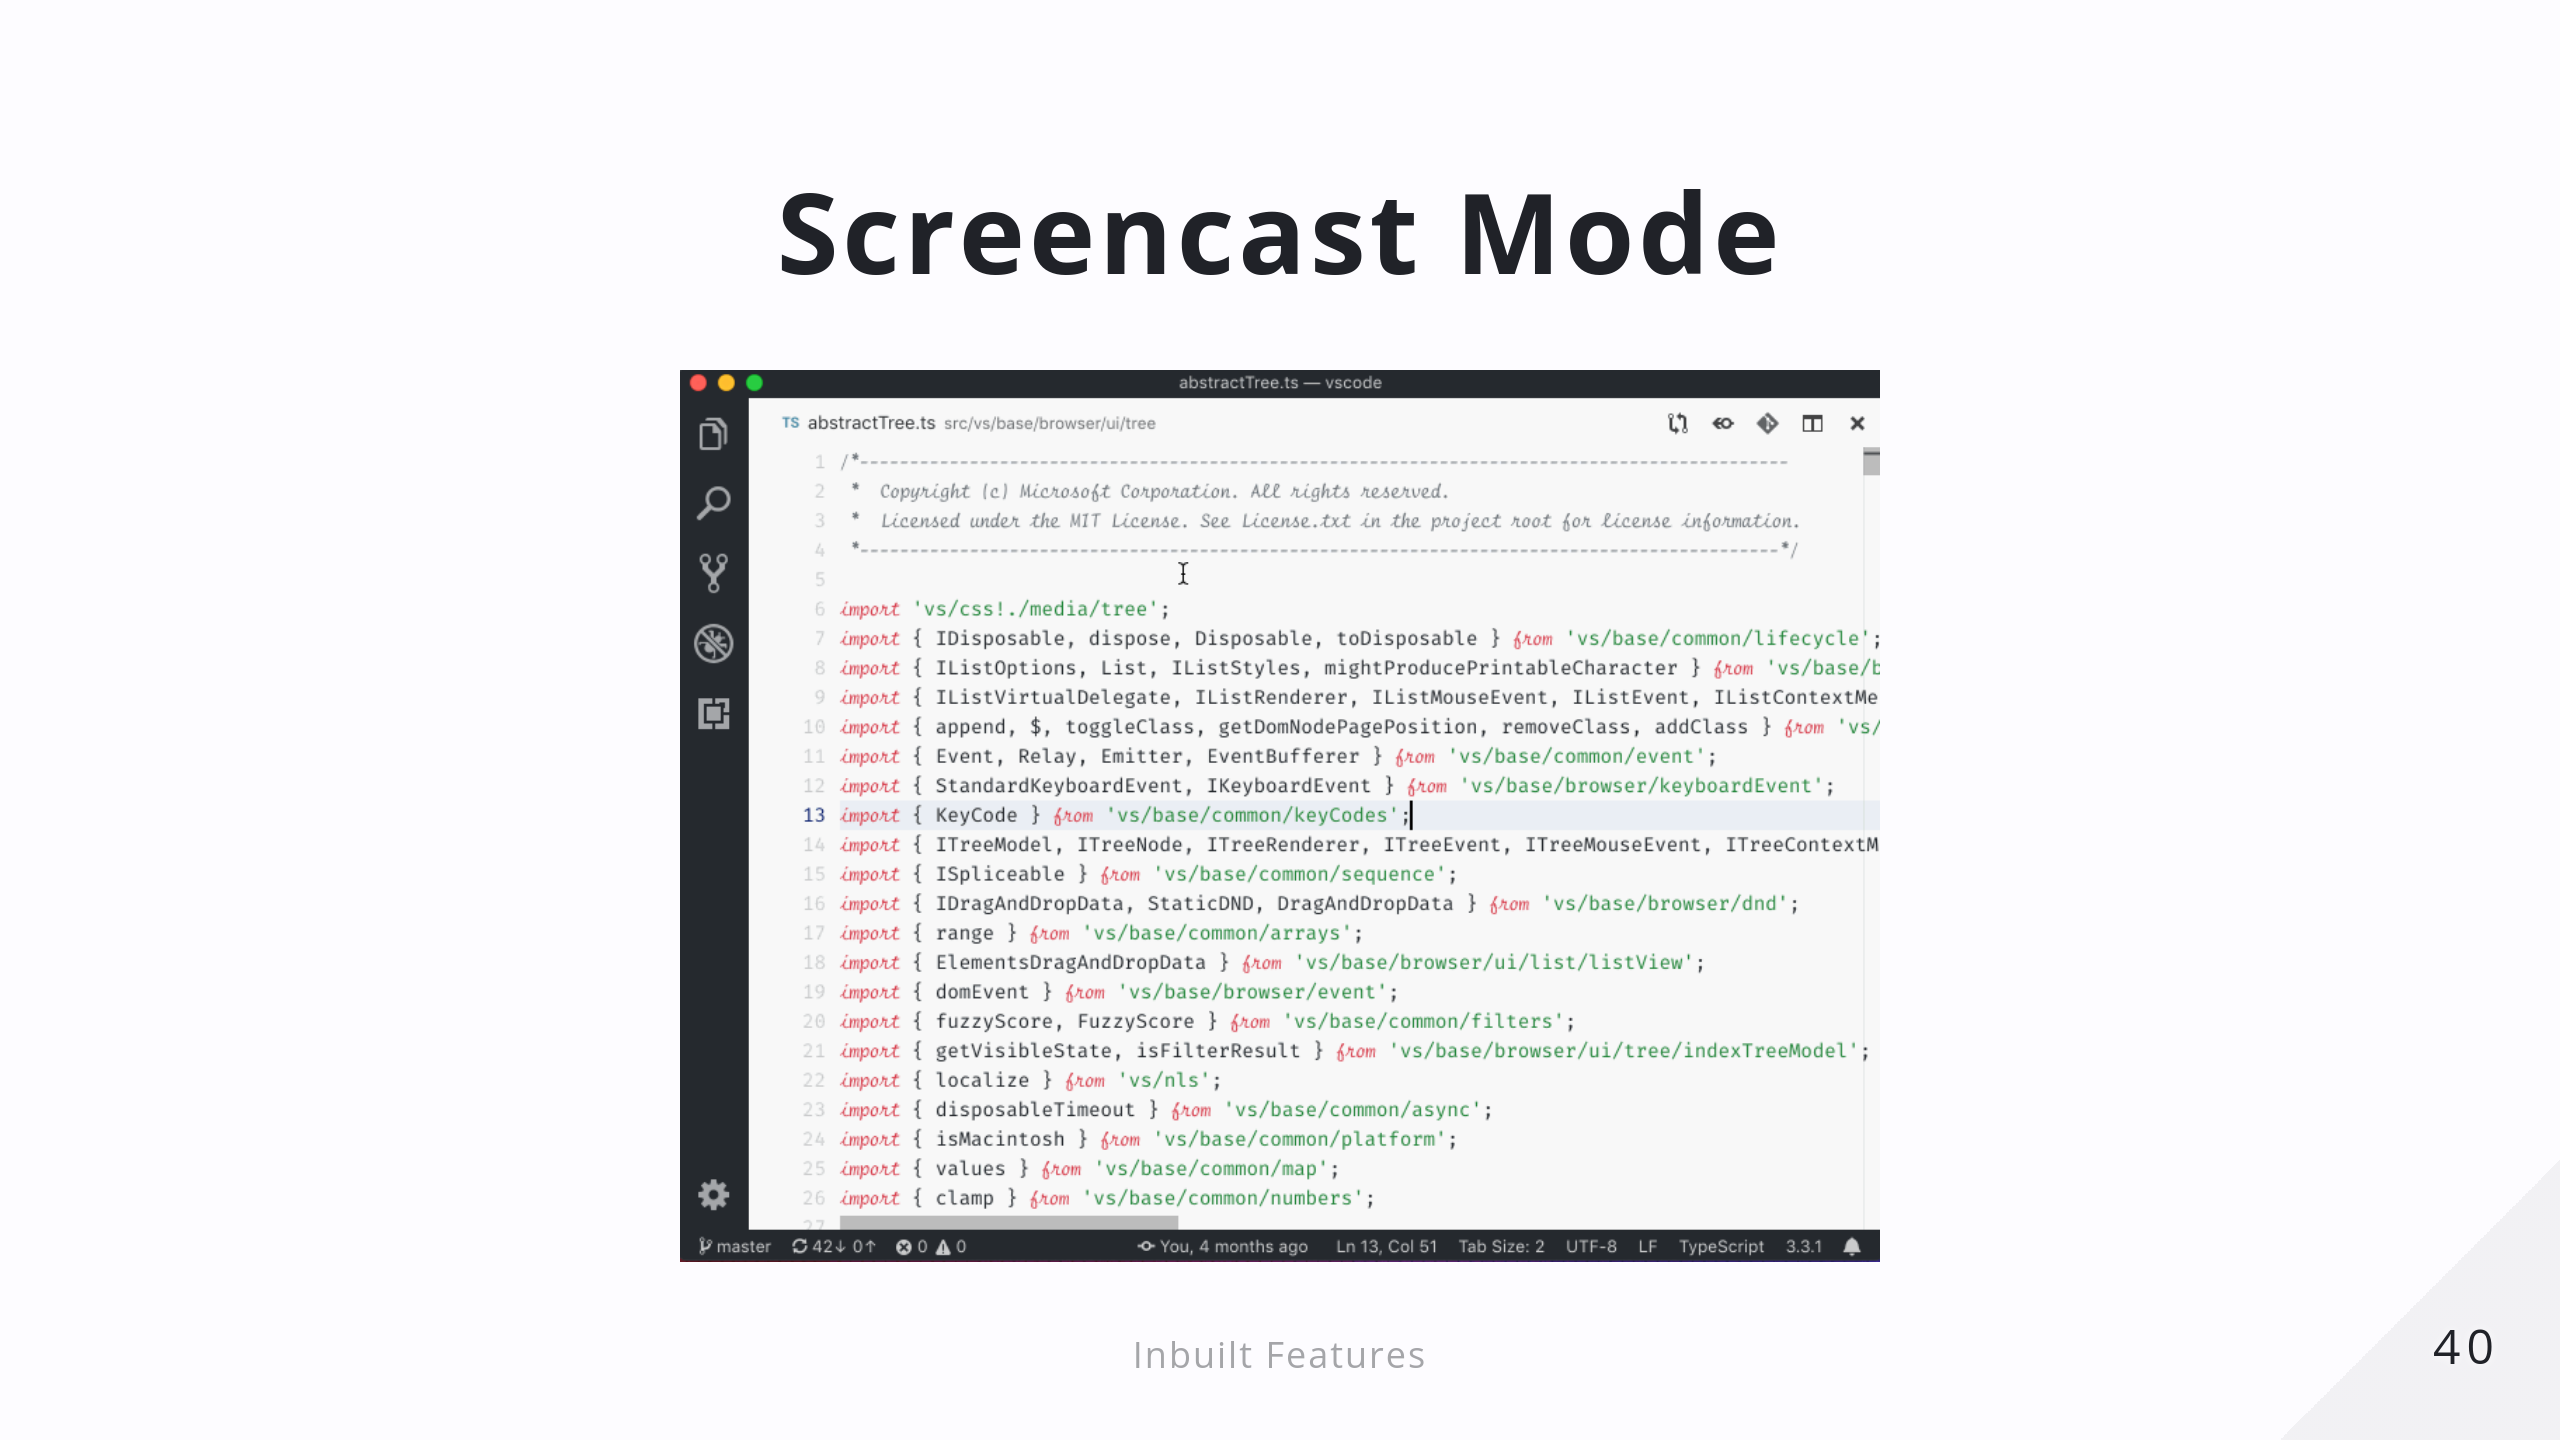 Screencast Mode
abstractTree.ts — vscode
TS abstractTree.ts src/vs/base/browser/ui/tree
1 /*---------------------------------------------------------------------------------------------
2  *  Copyright (c) Microsoft Corporation. All rights reserved.
3  *  Licensed under the MIT License. See License.txt in the project root for license information.
4  *--------------------------------------------------------------------------------------------*/
5
6 import 'vs/css!./media/tree';
7 import { IDisposable, dispose, Disposable, toDisposable } from 'vs/base/common/lifecycle';
8 import { IListOptions, List, IListStyles, mightProducePrintableCharacter } from 'vs/base/b
9 import { IListVirtualDelegate, IListRenderer, IListMouseEvent, IListEvent, IListContextMe
10 import { append, $, toggleClass, getDomNodePagePosition, removeClass, addClass } from 'vs/
11 import { Event, Relay, Emitter, EventBufferer } from 'vs/base/common/event';
12 import { StandardKeyboardEvent, IKeyboardEvent } from 'vs/base/browser/keyboardEvent';
13 import { KeyCode } from 'vs/base/common/keyCodes';
14 import { ITreeModel, ITreeNode, ITreeRenderer, ITreeEvent, ITreeMouseEvent, ITreeContextM
15 import { ISpliceable } from 'vs/base/common/sequence';
16 import { IDragAndDropData, StaticDND, DragAndDropData } from 'vs/base/browser/dnd';
17 import { range } from 'vs/base/common/arrays';
18 import { ElementsDragAndDropData } from 'vs/base/browser/ui/list/listView';
19 import { domEvent } from 'vs/base/browser/event';
20 import { fuzzyScore, FuzzyScore } from 'vs/base/common/filters';
21 import { getVisibleState, isFilterResult } from 'vs/base/browser/ui/tree/indexTreeModel';
22 import { localize } from 'vs/nls';
23 import { disposableTimeout } from 'vs/base/common/async';
24 import { isMacintosh } from 'vs/base/common/platform';
25 import { values } from 'vs/base/common/map';
26 import { clamp } from 'vs/base/common/numbers';
27
master 42↓ 0↑ 0 0 You, 4 months ago Ln 13, Col 51 Tab Size: 2 UTF-8 LF TypeScript 3.3.1
Inbuilt Features
40